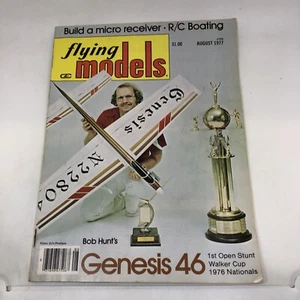 Build a micro receiver - R/C Boating
flying
models
$1.00
AUGUST 1977
Genesis
N22804
Bob Hunt's
Genesis 46
1st Open Stunt
Walker Cup
1976 Nationals